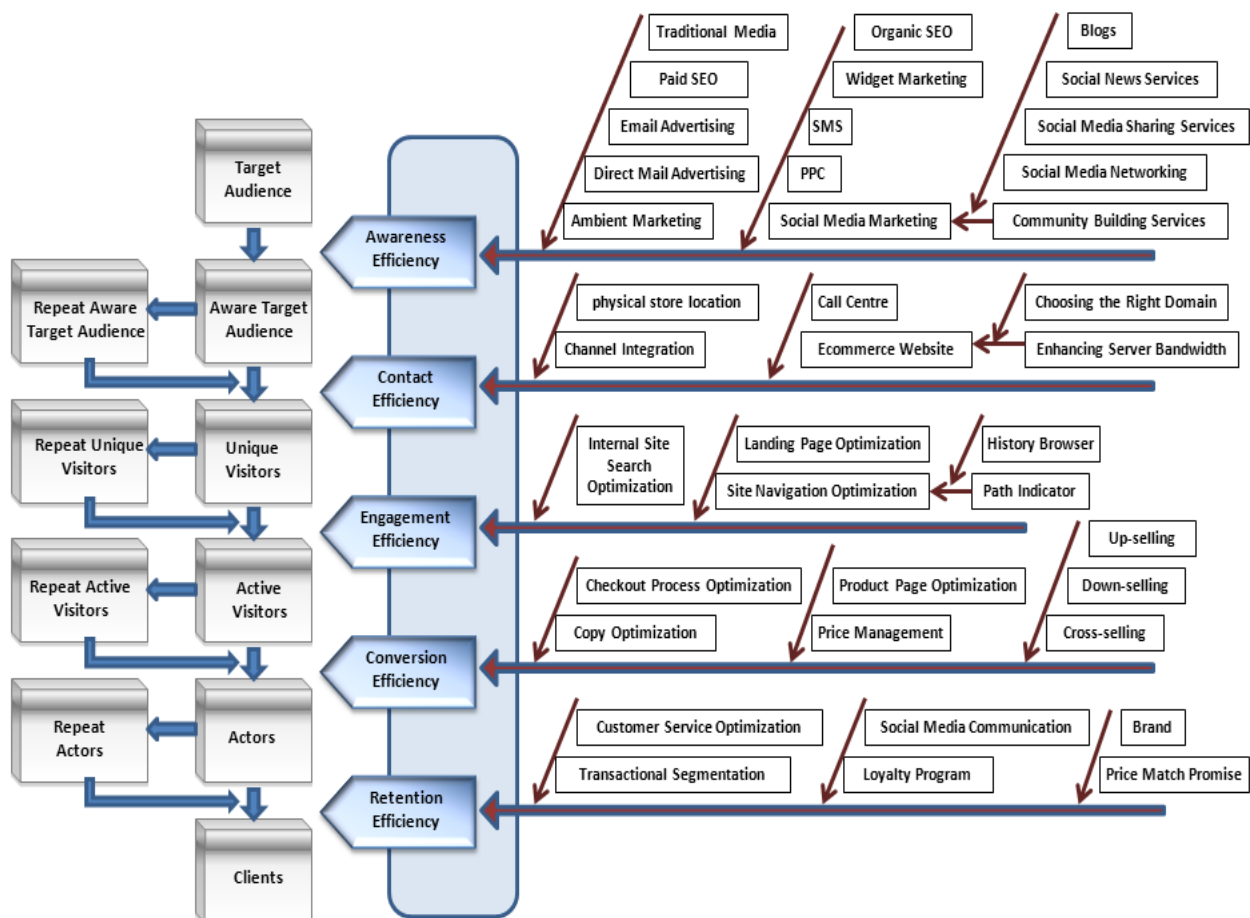 Traditional Media
Organic SEO
Blogs
Paid SEO
Widget Marketing
Social News Services
Email Advertising
SMS
Social Media Sharing Services
Direct Mail Advertising
PPC
Social Media Networking
Ambient Marketing
Social Media Marketing
Community Building Services
Target
Audience
Awareness
Efficiency
Repeat Aware
Target Audience
Aware Target
Audience
physical store location
Call Centre
Choosing the Right Domain
Channel Integration
Ecommerce Website
Enhancing Server Bandwidth
Contact
Efficiency
Repeat Unique
Visitors
Unique
Visitors
Internal Site
Search
Optimization
Landing Page Optimization
History Browser
Site Navigation Optimization
Path Indicator
Engagement
Efficiency
Repeat Active
Visitors
Active
Visitors
Up-selling
Checkout Process Optimization
Product Page Optimization
Down-selling
Copy Optimization
Price Management
Cross-selling
Conversion
Efficiency
Repeat
Actors
Actors
Customer Service Optimization
Social Media Communication
Brand
Transactional Segmentation
Loyalty Program
Price Match Promise
Retention
Efficiency
Clients